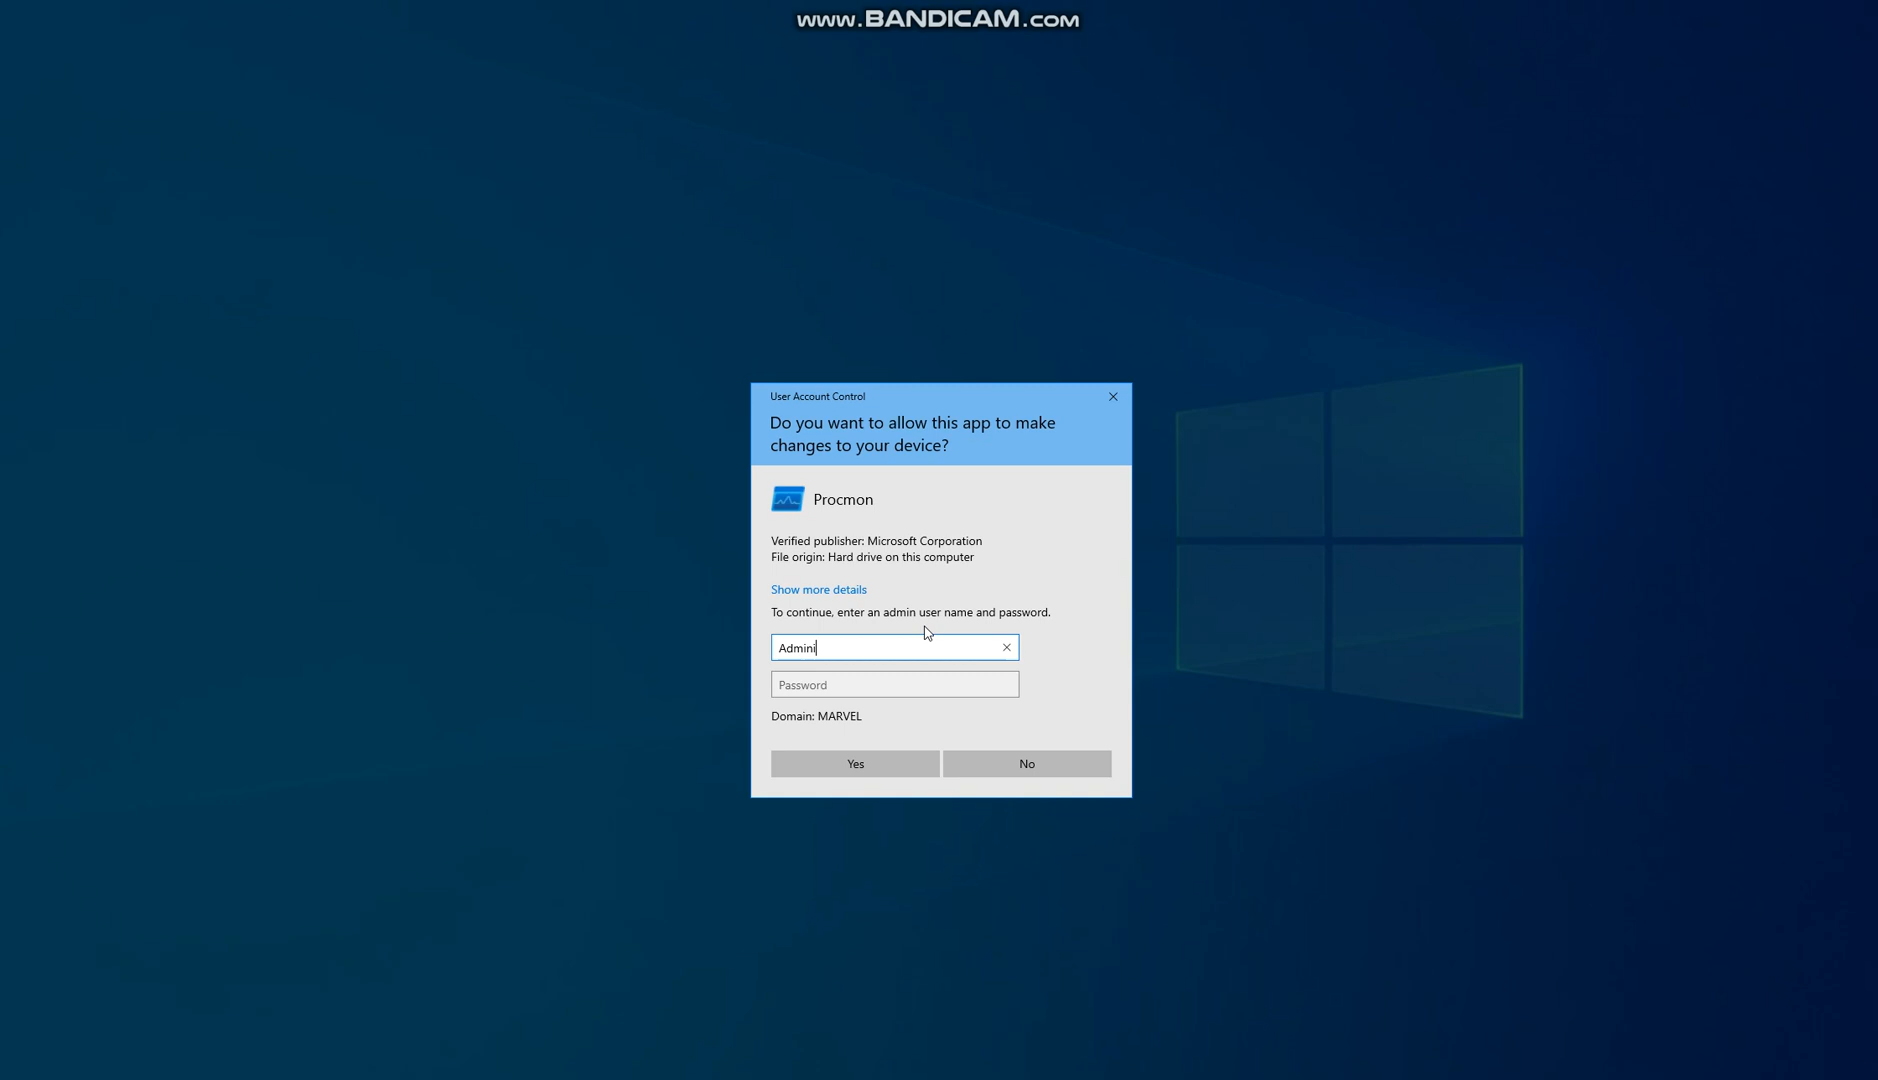 www.BANDICAM.com
User Account Control
Do you want to allow this app to make
changes to your device?
Procmon
Verified publisher: Microsoft Corporation
File origin: Hard drive on this computer
Show more details
To continue, enter an admin user name and password.
Admini
Password
Domain: MARVEL
Yes No